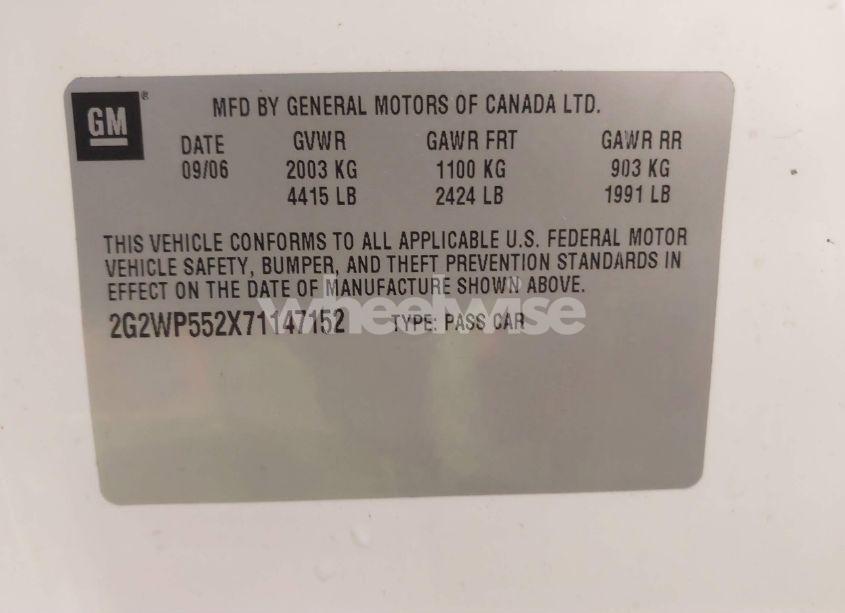 GM®
MFD BY GENERAL MOTORS OF CANADA LTD.
DATE GVWR GAWR FRT GAWR RR
09/06 2003 KG 1100 KG 903 KG
4415 LB 2424 LB 1991 LB
THIS VEHICLE CONFORMS TO ALL APPLICABLE U.S. FEDERAL MOTOR
VEHICLE SAFETY, BUMPER, AND THEFT PREVENTION STANDARDS IN
EFFECT ON THE DATE OF MANUFACTURE SHOWN ABOVE.
2G2WP552X71147152 TYPE: PASS CAR
wheelwise